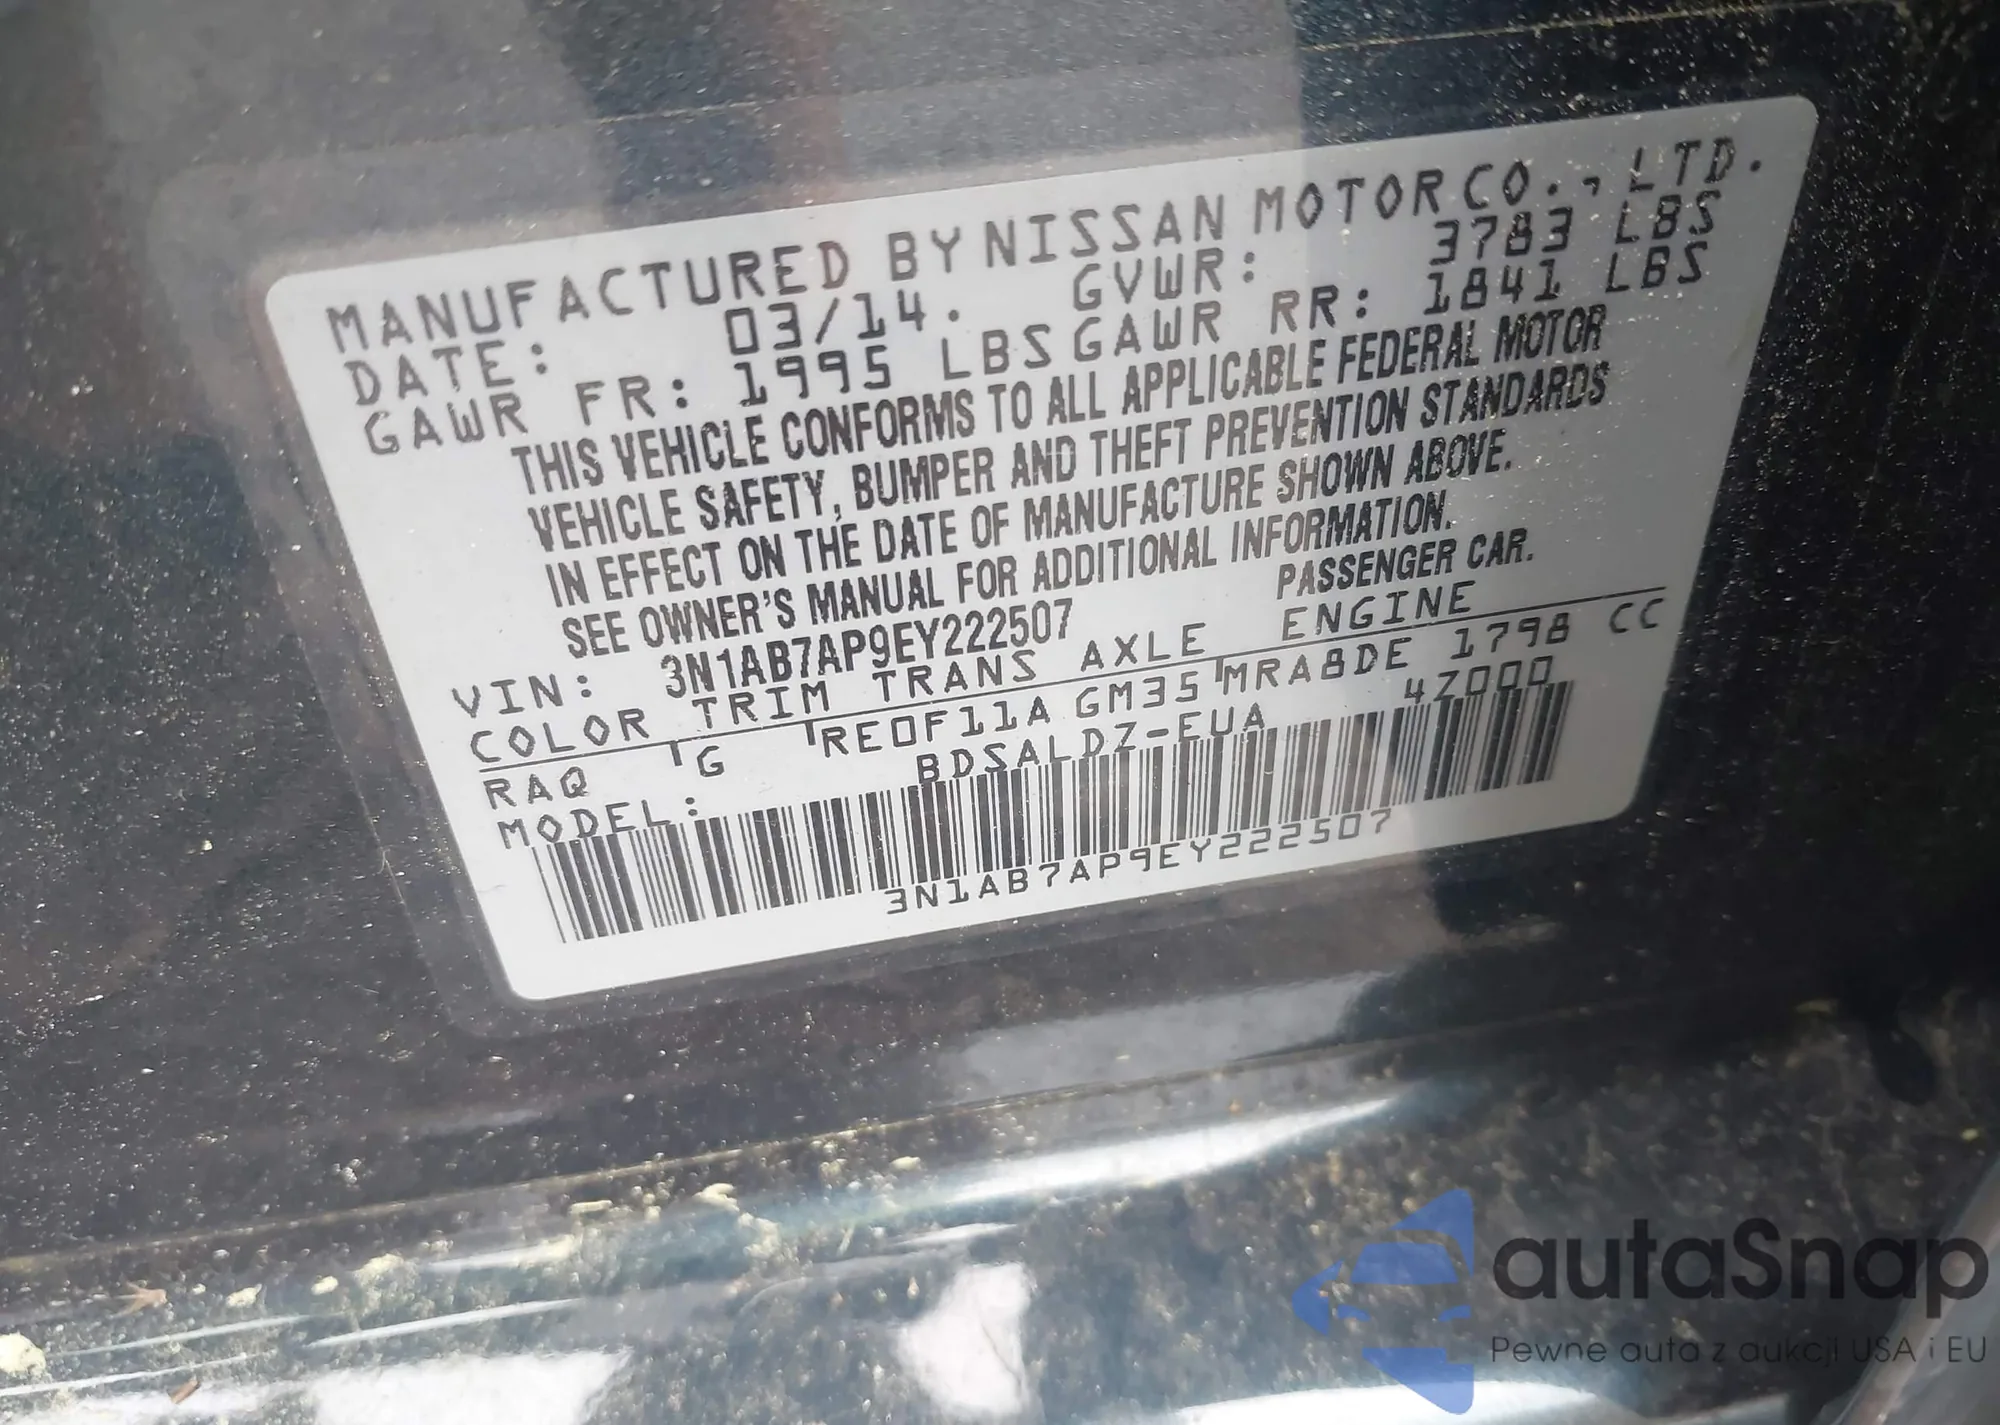 MANUFACTURED BY NISSAN MOTOR CO., LTD.
DATE: 03/14. GVWR: 3783 LBS
GAWR FR: 1995 LBS GAWR RR: 1841 LBS
THIS VEHICLE CONFORMS TO ALL APPLICABLE FEDERAL MOTOR
VEHICLE SAFETY, BUMPER AND THEFT PREVENTION STANDARDS
IN EFFECT ON THE DATE OF MANUFACTURE SHOWN ABOVE.
SEE OWNER'S MANUAL FOR ADDITIONAL INFORMATION.
VIN: 3N1AB7AP9EY222507 PASSENGER CAR.
COLOR TRIM TRANS AXLE ENGINE
RAQ G RE0F11A GM35 MRA8DE 1798 CC
MODEL: BDSALDZ-EUA 4Z000
3N1AB7AP9EY222507
autaSnap
Pewne auta z aukcji USA i EU